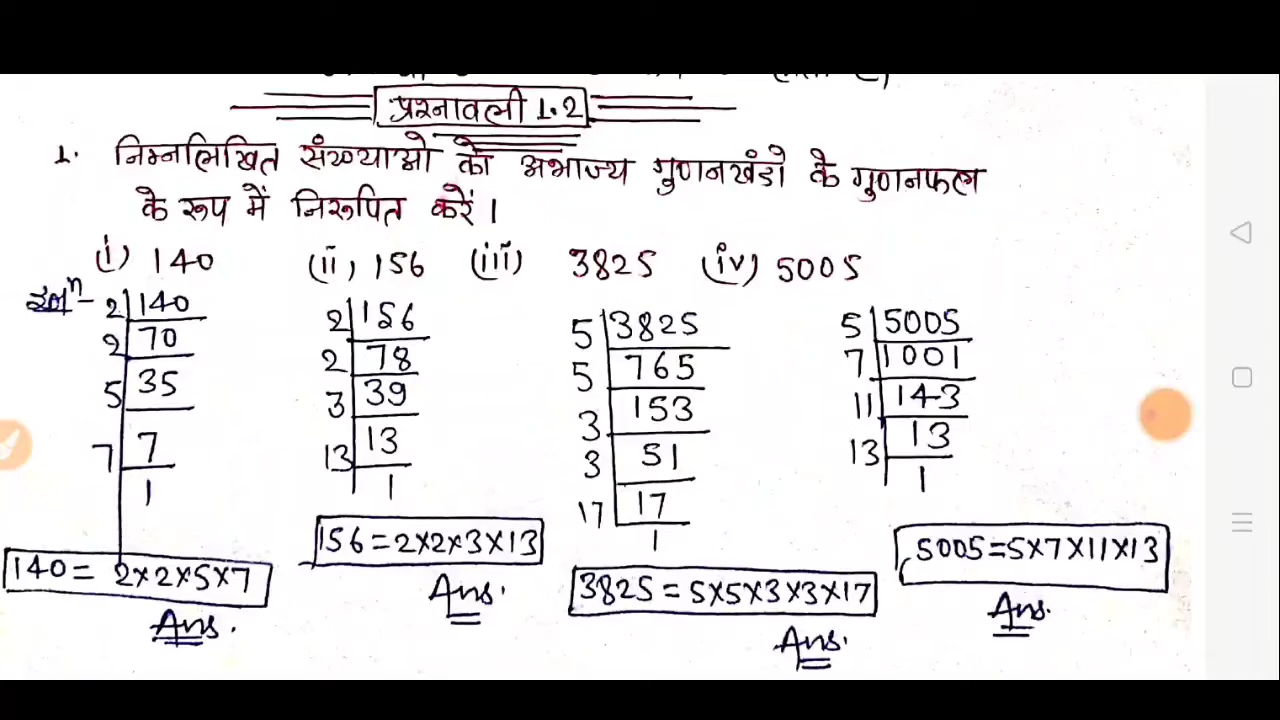 प्रश्नावली 1.2
1. निम्नलिखित संख्याओ को अभाज्य गुणनखंडो के गुणनफल
के रूप में निरुपित करें।
(i) 140 (ii) 156 (iii) 3825 (iv) 5005
2 140
2 70
5 35
7 7
1
140 = 2×2×5×7
Ans.
2 156
2 78
3 39
13 13
1
156 = 2×2×3×13
Ans.
5 3825
5 765
3 153
3 51
17 17
1
3825 = 5×5×3×3×17
Ans.
5 5005
7 1001
11 143
13 13
1
5005 = 5×7×11×13
Ans.